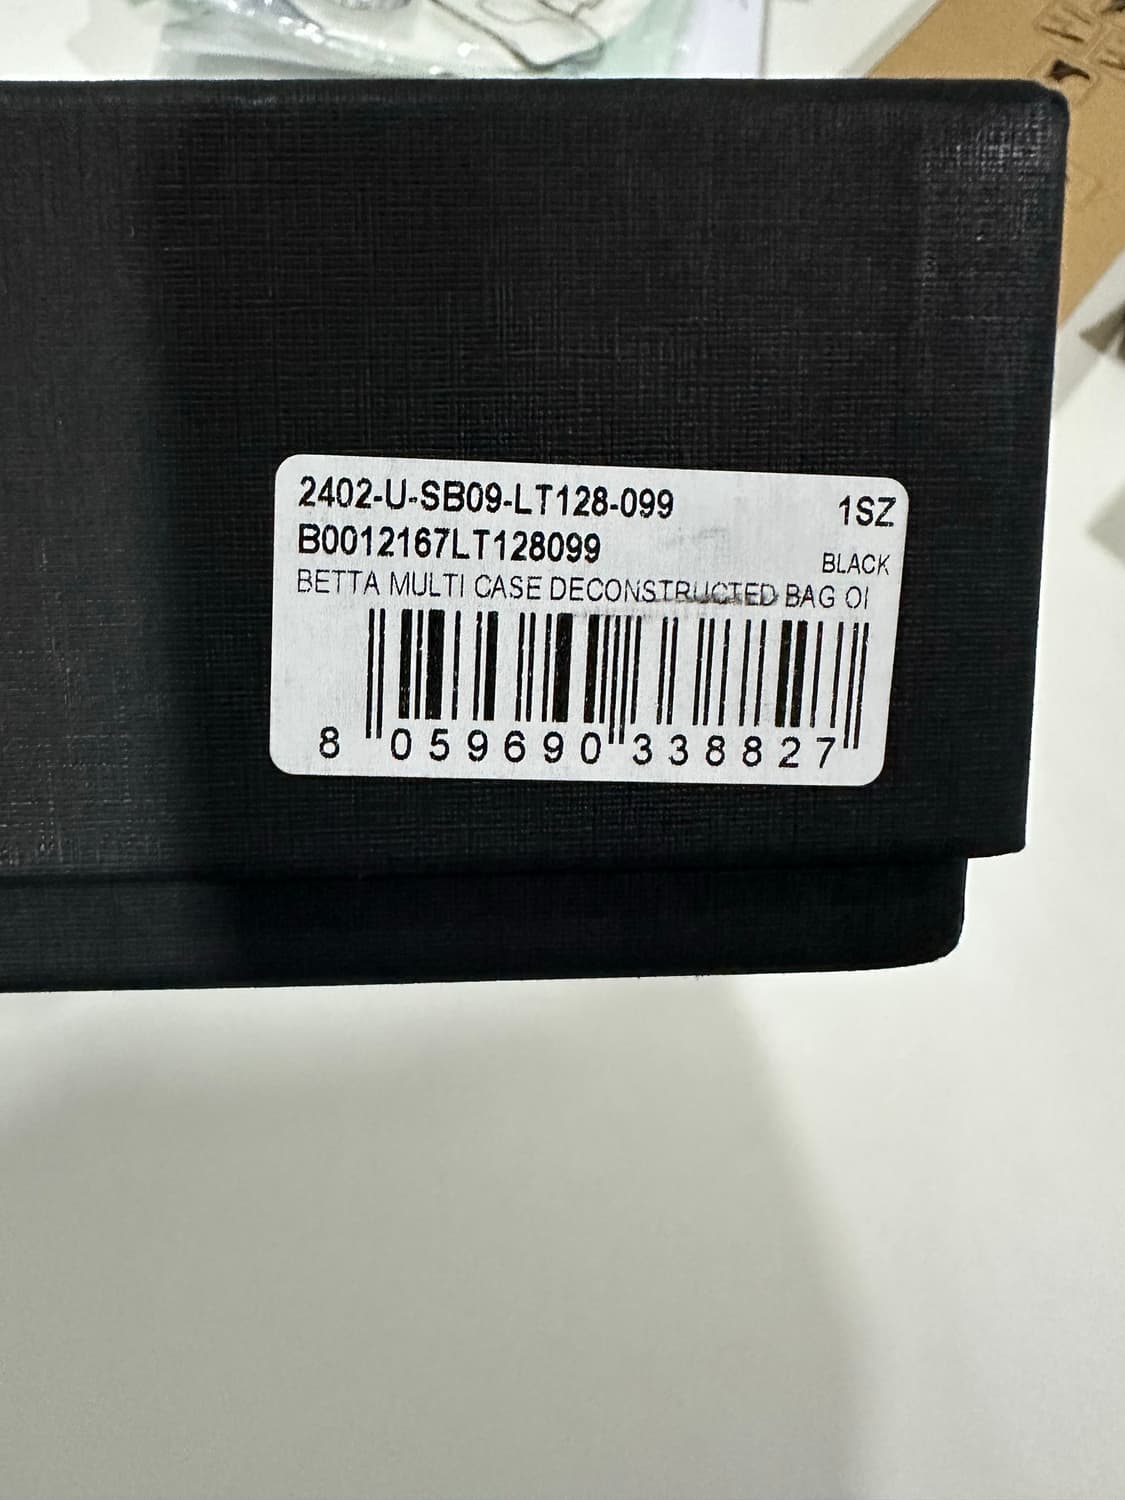 2402-U-SB09-LT128-099 1SZ
B0012167LT128099
BLACK
BETTA MULTI CASE DECONSTRUCTED BAG OI
8 059690 338827